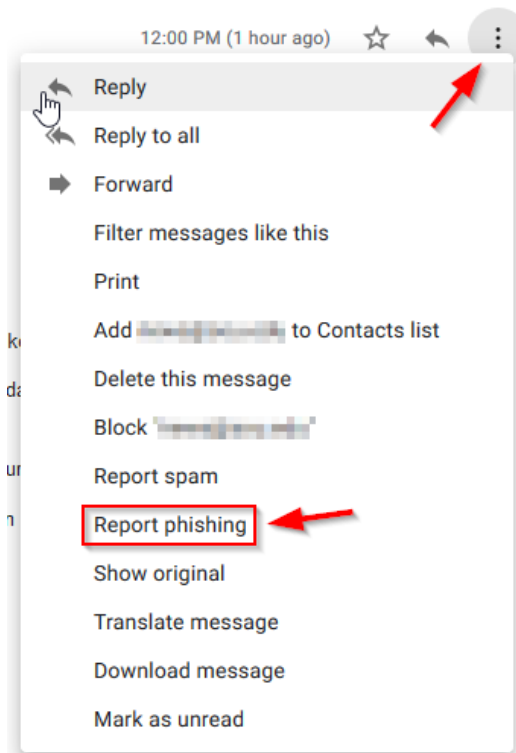 12:00 PM (1 hour ago)
Reply
Reply to all
Forward
Filter messages like this
Print
Add to Contacts list
Delete this message
Block "
Report spam
Report phishing
Show original
Translate message
Download message
Mark as unread